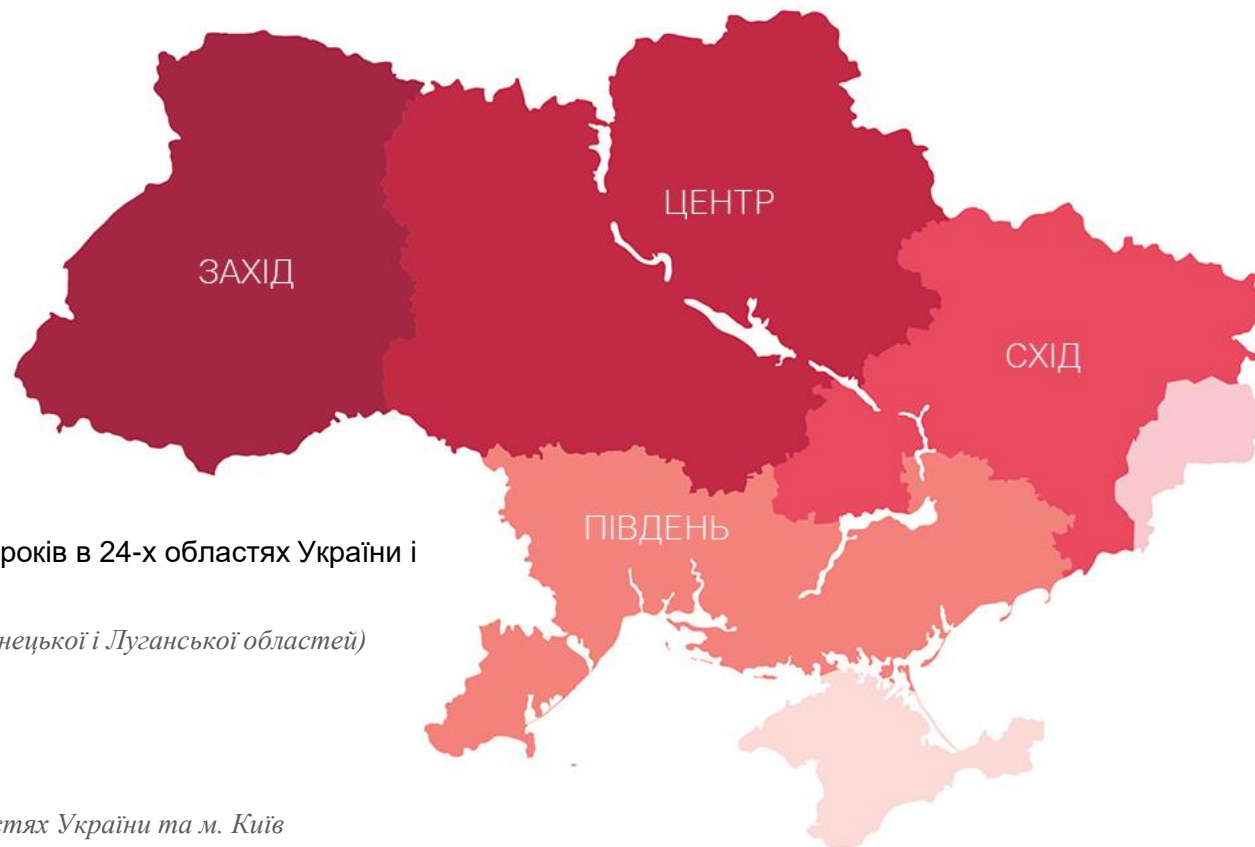 ЦЕНТР
ЗАХІД
СХІД
ПІВДЕНЬ
років в 24-х областях України і
нецької і Луганської областей)
стях України та м. Київ